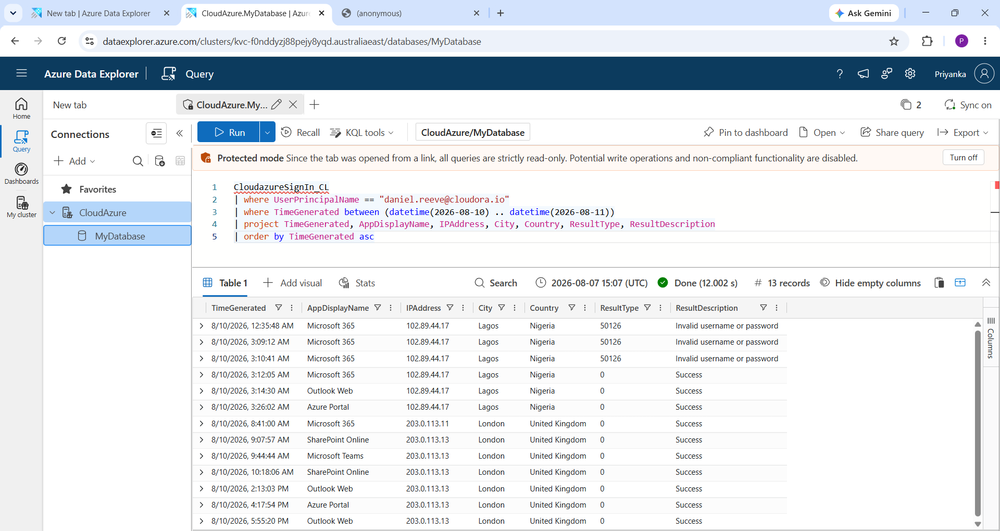 New tab | Azure Data Explorer
CloudAzure.MyDatabase | Azure
(anonymous)
Ask Gemini
dataexplorer.azure.com/clusters/kvc-f0nddyzj88pejy8yqd.australiaeast/databases/MyDatabase
P
Azure Data Explorer
Query
Priyanka
Home
Query
Dashboards
My cluster
New tab
CloudAzure.My...
2
Sync on
Connections
Add
Favorites
CloudAzure
MyDatabase
Run
Recall
KQL tools
CloudAzure/MyDatabase
Pin to dashboard
Open
Share query
Export
Protected mode Since the tab was opened from a link, all queries are strictly read-only. Potential write operations and non-compliant functionality are disabled.
Turn off
1 CloudazureSignIn_CL
2 | where UserPrincipalName == "daniel.reeve@cloudora.io"
3 | where TimeGenerated between (datetime(2026-08-10) .. datetime(2026-08-11))
4 | project TimeGenerated, AppDisplayName, IPAddress, City, Country, ResultType, ResultDescription
5 | order by TimeGenerated asc
Table 1
Add visual
Stats
Search
2026-08-07 15:07 (UTC)
Done (12.002 s)
# 13 records
Hide empty columns
TimeGenerated AppDisplayName IPAddress City Country ResultType ResultDescription
8/10/2026, 12:35:48 AM Microsoft 365 102.89.44.17 Lagos Nigeria 50126 Invalid username or password
8/10/2026, 3:09:12 AM Microsoft 365 102.89.44.17 Lagos Nigeria 50126 Invalid username or password
8/10/2026, 3:10:41 AM Microsoft 365 102.89.44.17 Lagos Nigeria 50126 Invalid username or password
8/10/2026, 3:12:05 AM Microsoft 365 102.89.44.17 Lagos Nigeria 0 Success
8/10/2026, 3:14:30 AM Outlook Web 102.89.44.17 Lagos Nigeria 0 Success
8/10/2026, 3:26:02 AM Azure Portal 102.89.44.17 Lagos Nigeria 0 Success
8/10/2026, 8:41:00 AM Microsoft 365 203.0.113.11 London United Kingdom 0 Success
8/10/2026, 9:07:57 AM SharePoint Online 203.0.113.13 London United Kingdom 0 Success
8/10/2026, 9:44:44 AM Microsoft Teams 203.0.113.13 London United Kingdom 0 Success
8/10/2026, 10:18:06 AM SharePoint Online 203.0.113.13 London United Kingdom 0 Success
8/10/2026, 2:13:03 PM Outlook Web 203.0.113.13 London United Kingdom 0 Success
8/10/2026, 4:17:54 PM Azure Portal 203.0.113.13 London United Kingdom 0 Success
8/10/2026, 5:55:20 PM Outlook Web 203.0.113.13 London United Kingdom 0 Success
Columns